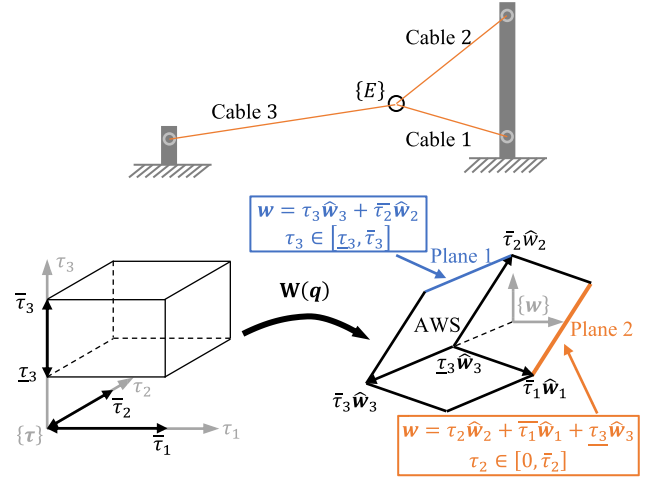 Cable 2
{E}
Cable 3
Cable 1
w = τ₃ŵ₃ + τ̄₂ŵ₂
τ₃ ∈ [τ̲₃, τ̄₃]
τ̄₂ŵ₂
Plane 1
τ₃
τ̄₃
W(q)
{w}
AWS
Plane 2
τ̲₃
τ₂
τ̲₃ŵ₃
τ̄₂
τ̄₃ŵ₃
τ̄₁ŵ₁
{τ}
τ̄₁
τ₁
w = τ₂ŵ₂ + τ̄₁ŵ₁ + τ̲₃ŵ₃
τ₂ ∈ [0, τ̄₂]